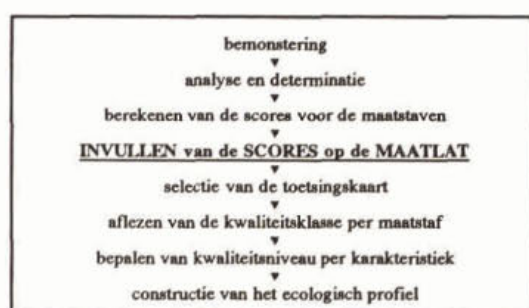 bemonstering
analyse en determinatie
berekenen van de scores voor de maatstaven
INVULLEN van de SCORES op de MAATLAT
selectie van de toetsingskaart
aflezen van de kwaliteitsklasse per maatstaf
bepalen van kwaliteitsniveau per karakteristiek
constructie van het ecologisch profiel